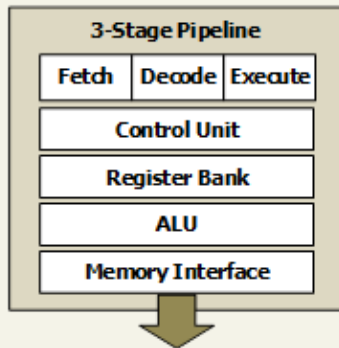 3-Stage Pipeline
Fetch Decode Execute
Control Unit
Register Bank
ALU
Memory Interface